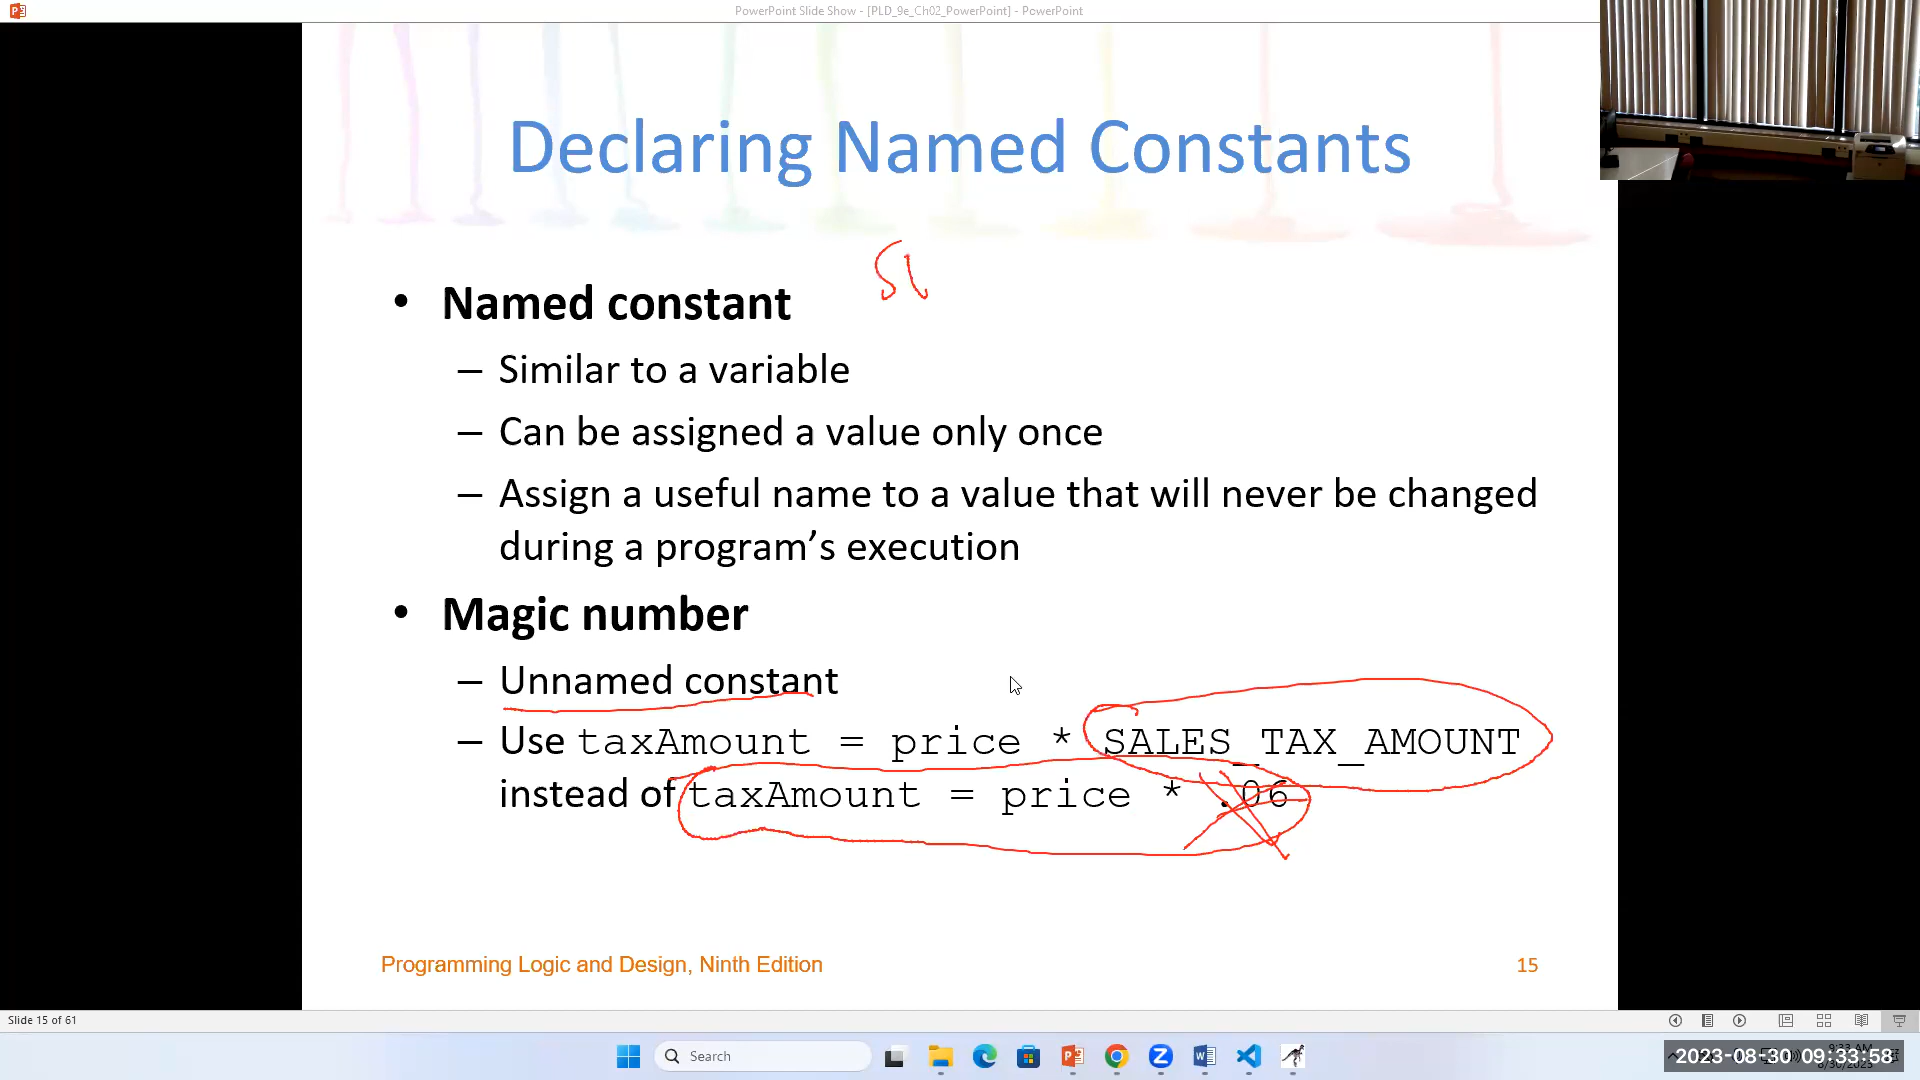 PowerPoint Slide Show - [PLD_9e_Ch02_PowerPoint] - PowerPoint
Declaring Named Constants
• Named constant
– Similar to a variable
– Can be assigned a value only once
– Assign a useful name to a value that will never be changed
during a program’s execution
• Magic number
– Unnamed constant
– Use taxAmount = price * SALES_TAX_AMOUNT
instead of taxAmount = price * .06
Programming Logic and Design, Ninth Edition
15
Slide 15 of 61
Search
2023-08-30 09:33:58